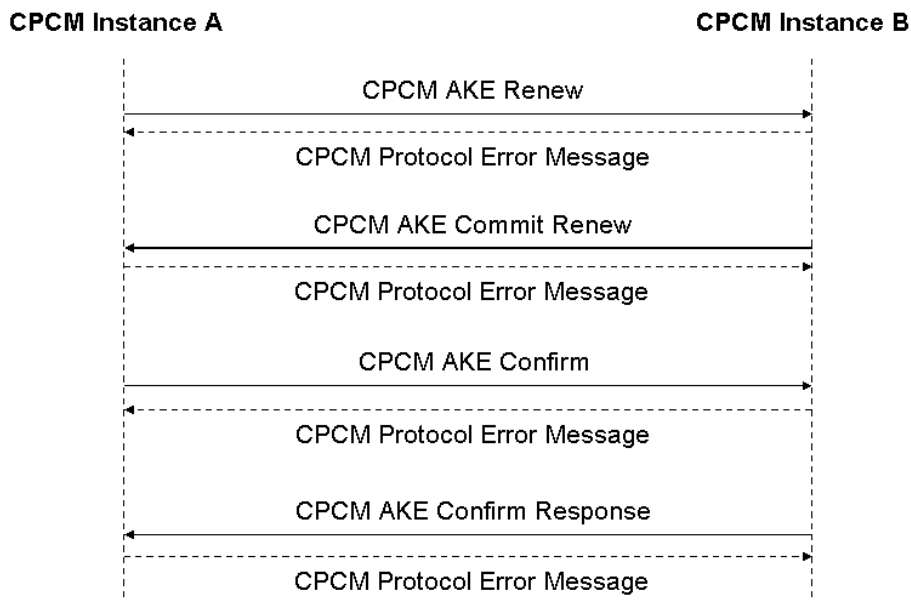 CPCM Instance A
CPCM Instance B
CPCM AKE Renew
CPCM Protocol Error Message
CPCM AKE Commit Renew
CPCM Protocol Error Message
CPCM AKE Confirm
CPCM Protocol Error Message
CPCM AKE Confirm Response
CPCM Protocol Error Message